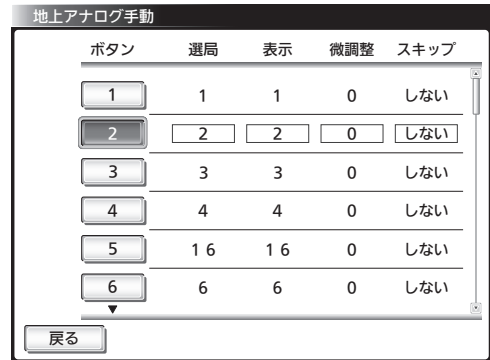 地上アナログ手動
ボタン 選局 表示 微調整 スキップ
1 1 1 0 しない
2 2 2 0 しない
3 3 3 0 しない
4 4 4 0 しない
5 16 16 0 しない
6 6 6 0 しない
戻る